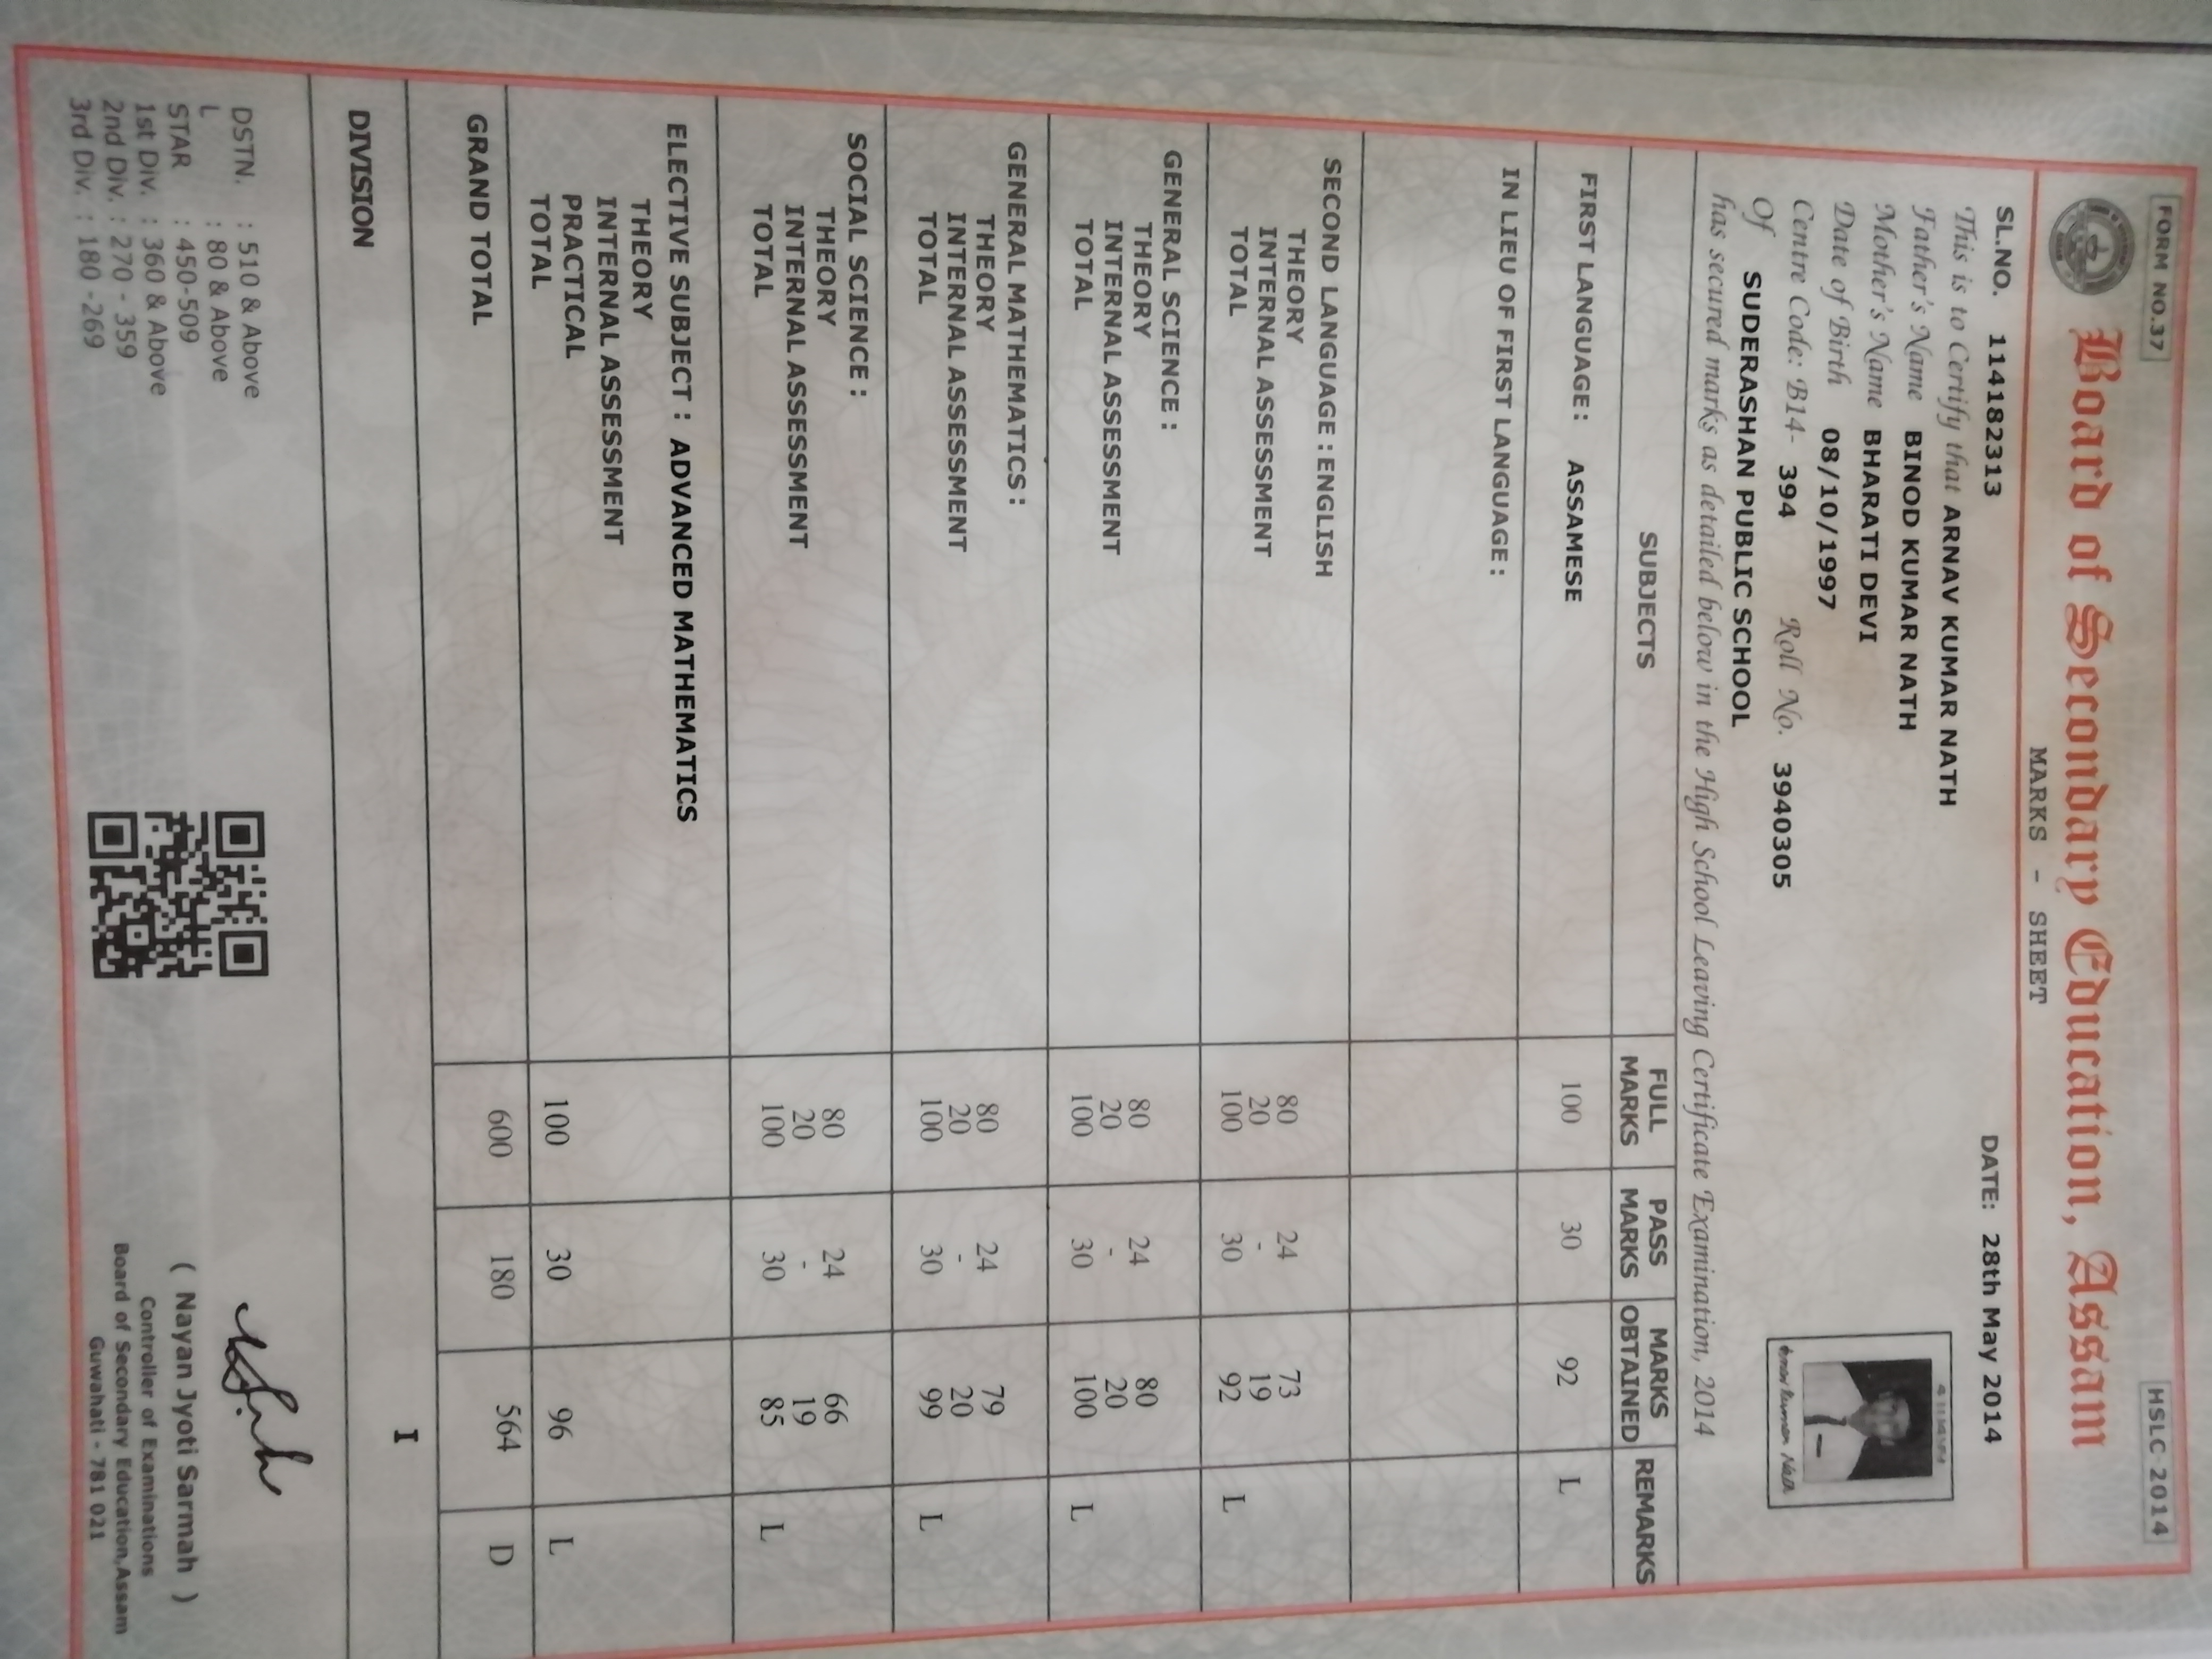 FORM NO.37
HSLC 2014
Board of Secondary Education, Assam
MARKS - SHEET
SL.NO. 114182313 DATE: 28th May 2014
This is to Certify that ARNAV KUMAR NATH
Father's Name BINOD KUMAR NATH
Mother's Name BHARATI DEVI
Date of Birth 08/10/1997
Centre Code: B14- 394 Roll No. 3940305
Kumar Nath
Of SUDERASHAN PUBLIC SCHOOL
has secured marks as detailed below in the High School Leaving Certificate Examination, 2014
SUBJECTS FULL MARKS PASS MARKS MARKS OBTAINED REMARKS
FIRST LANGUAGE: ASSAMESE 100 30 92 L
IN LIEU OF FIRST LANGUAGE:
SECOND LANGUAGE : ENGLISH
THEORY 80 24 73
INTERNAL ASSESSMENT 20 - 19
TOTAL 100 30 92 L
GENERAL SCIENCE :
THEORY 80 24 80
INTERNAL ASSESSMENT 20 - 20
TOTAL 100 30 100 L
GENERAL MATHEMATICS :
THEORY 80 24 79
INTERNAL ASSESSMENT 20 - 20
TOTAL 100 30 99 L
SOCIAL SCIENCE :
THEORY 80 24 66
INTERNAL ASSESSMENT 20 - 19
TOTAL 100 30 85 L
ELECTIVE SUBJECT : ADVANCED MATHEMATICS
THEORY
INTERNAL ASSESSMENT
PRACTICAL
TOTAL 100 30 96 L
GRAND TOTAL 600 180 564 D
DIVISION I
DSTN. : 510 & Above
L : 80 & Above
STAR : 450-509
1st Div. : 360 & Above
2nd Div. : 270 - 359
3rd Div. : 180 -269
( Nayan Jyoti Sarmah )
Controller of Examinations
Board of Secondary Education,Assam
Guwahati - 781 021